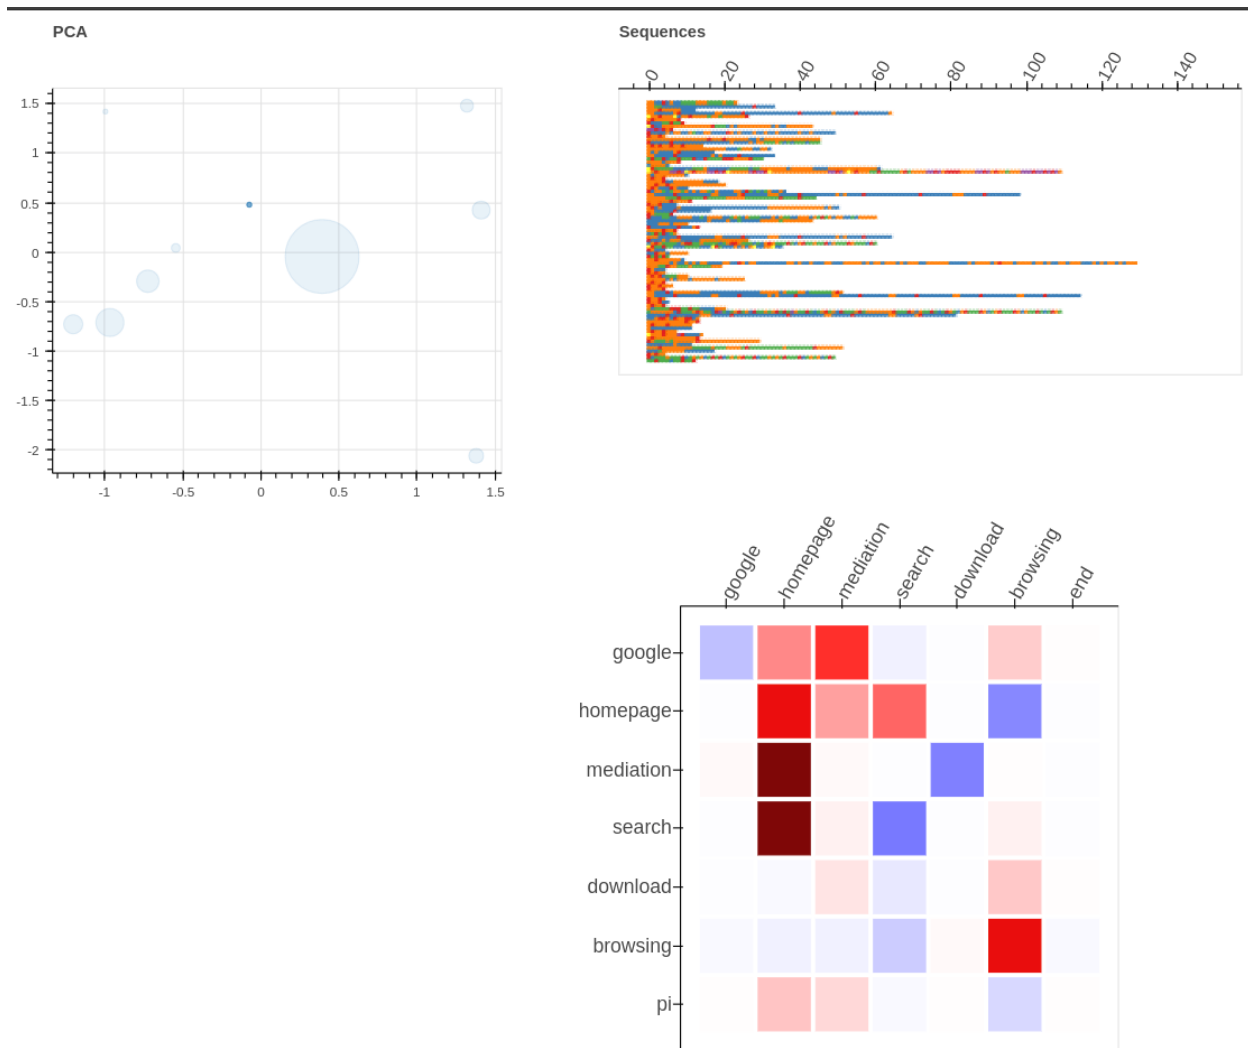 PCA
1.5
1
0.5
0
-0.5
-1
-1.5
-2
-1 -0.5 0 0.5 1 1.5
Sequences
0 20 40 60 80 100 120 140
google homepage mediation search download browsing end
google
homepage
mediation
search
download
browsing
pi